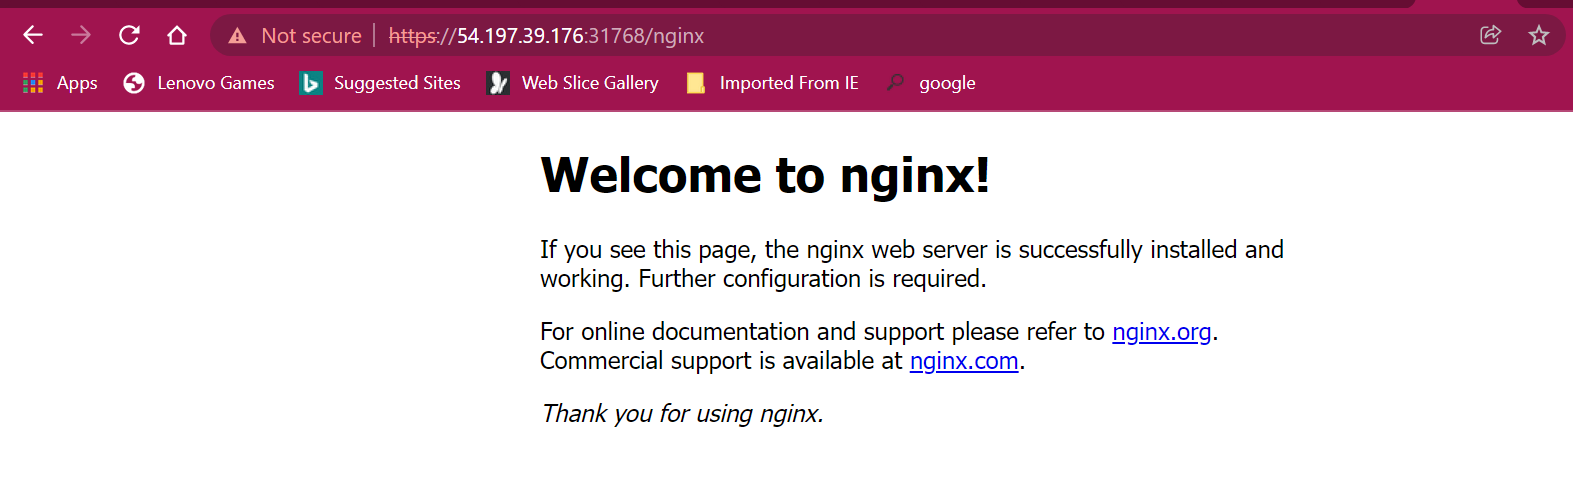 Not secure | https://54.197.39.176:31768/nginx
Apps Lenovo Games Suggested Sites Web Slice Gallery Imported From IE google
Welcome to nginx!
If you see this page, the nginx web server is successfully installed and
working. Further configuration is required.
For online documentation and support please refer to nginx.org.
Commercial support is available at nginx.com.
Thank you for using nginx.